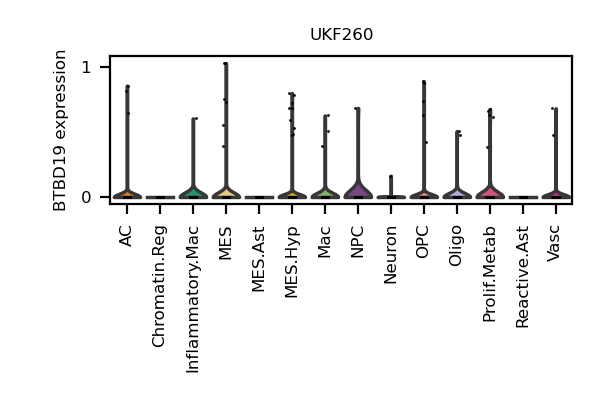 UKF260
BTBD19 expression
1
0
AC
Chromatin.Reg
Inflammatory.Mac
MES
MES.Ast
MES.Hyp
Mac
NPC
Neuron
OPC
Oligo
Prolif.Metab
Reactive.Ast
Vasc